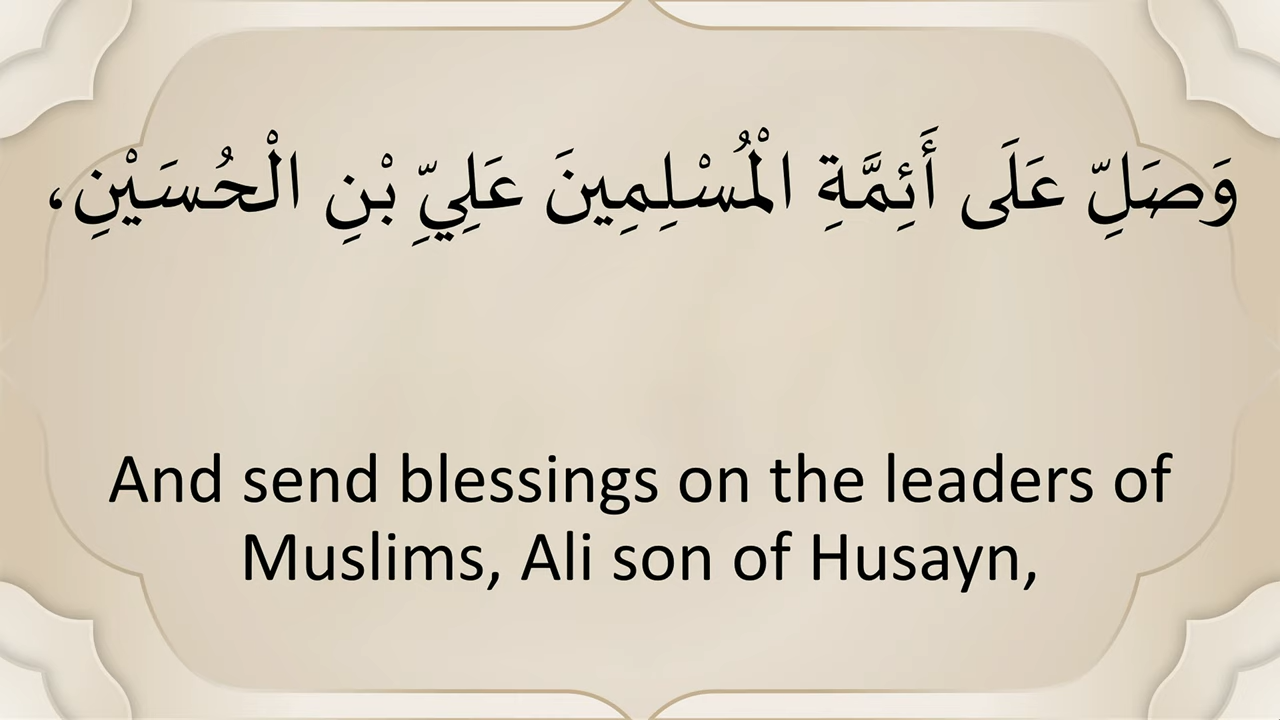 وَصَلِّ عَلَى أَئِمَّةِ الْمُسْلِمِينَ عَلِيِّ بْنِ الْحُسَيْنِ،
And send blessings on the leaders of
Muslims, Ali son of Husayn,